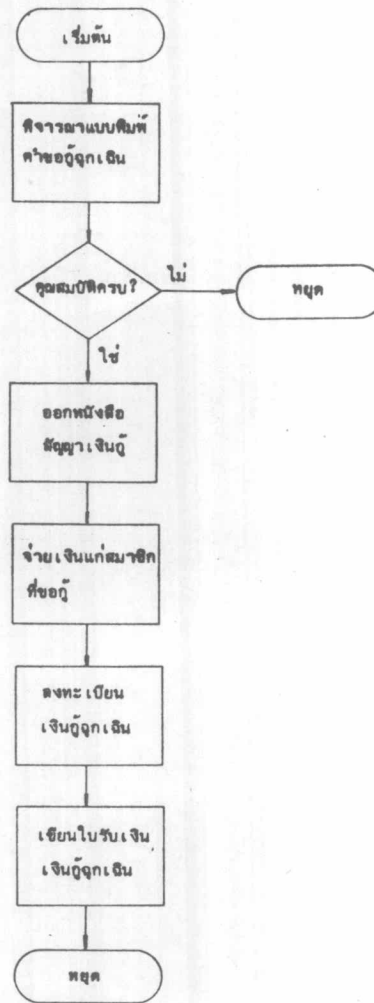 เริ่มต้น
พิจารณาแบบพิมพ์
คำขอกู้ฉุกเฉิน
คุณสมบัติครบ?
ไม่
หยุด
ใช่
ออกหนังสือ
สัญญาเงินกู้
จ่ายเงินแก่สมาชิก
ที่ขอกู้
ลงทะเบียน
เงินกู้ฉุกเฉิน
เขียนใบรับเงิน
เงินกู้ฉุกเฉิน
หยุด